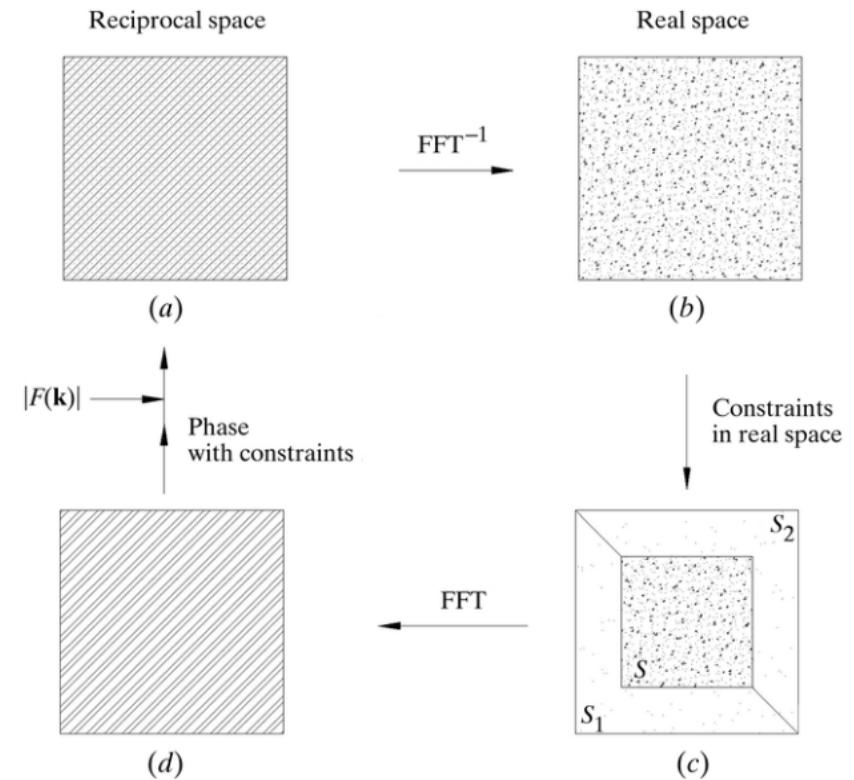 Reciprocal space
Real space
FFT⁻¹
(a)
(b)
|F(k)|
Phase
with constraints
Constraints
in real space
S₂
FFT
S
S₁
(d)
(c)